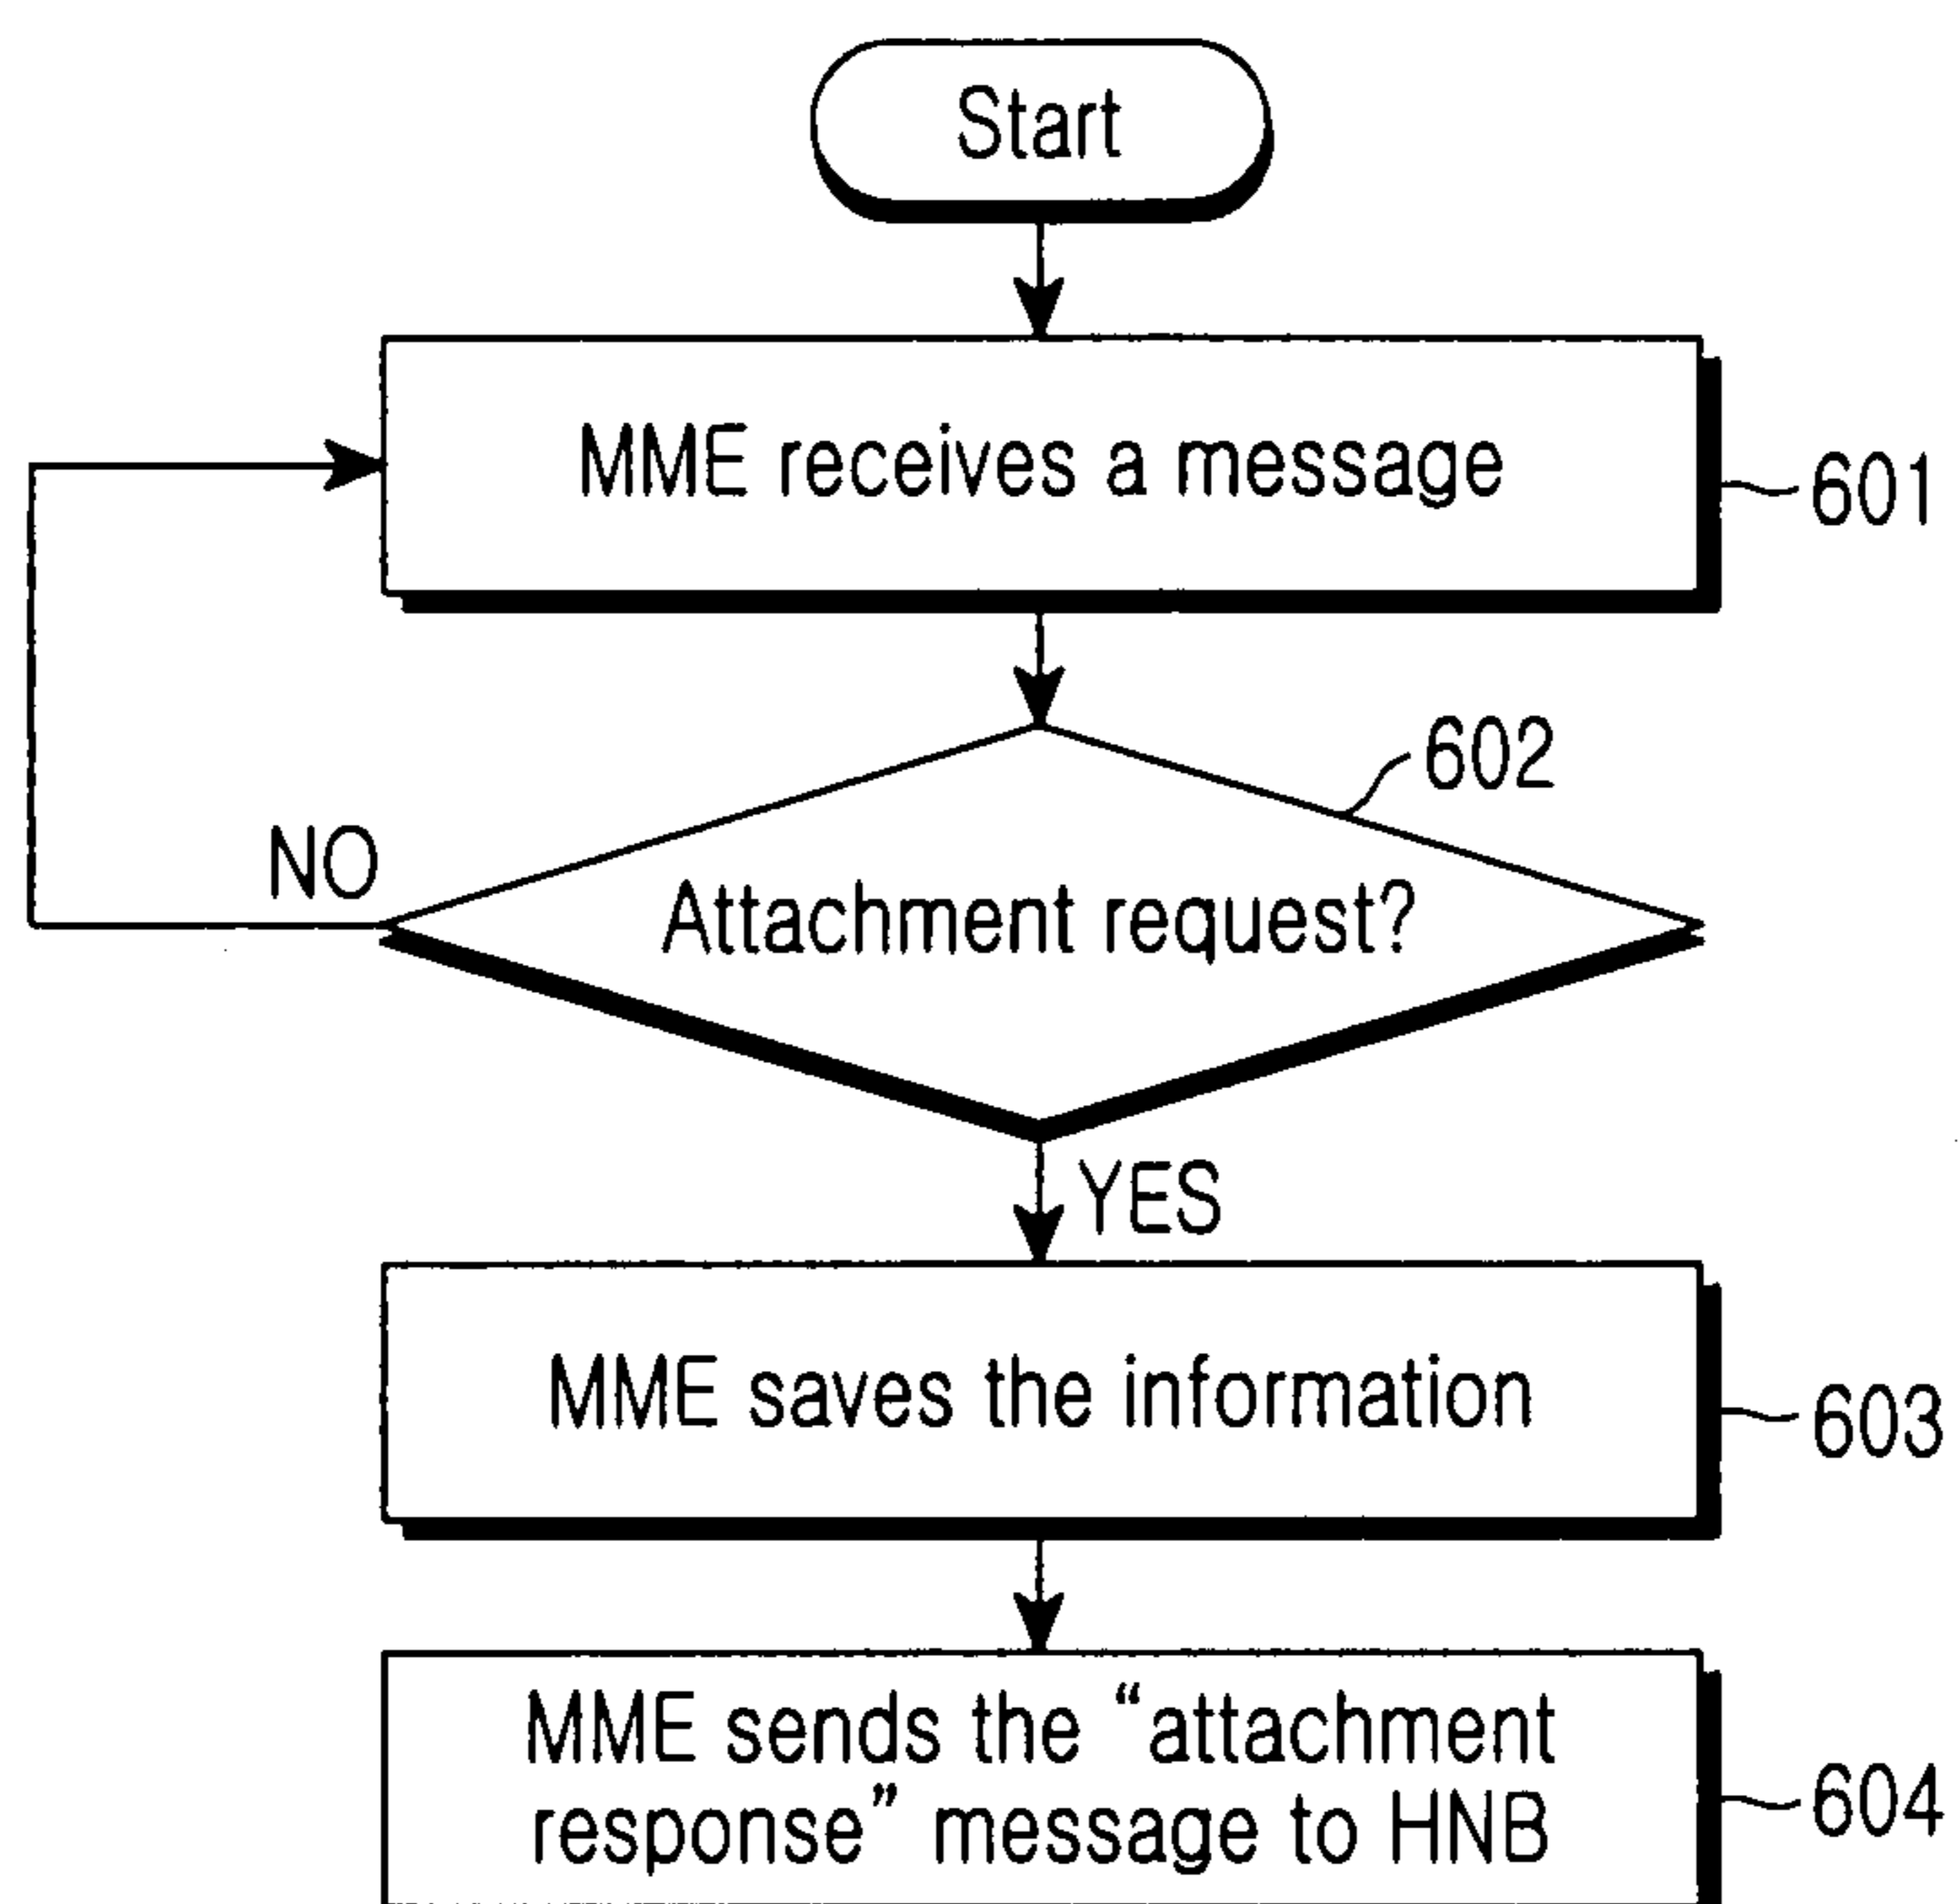 Start
MME receives a message
601
602
NO
Attachment request?
YES
MME saves the information
603
MME sends the “attachment
response” message to HNB
604